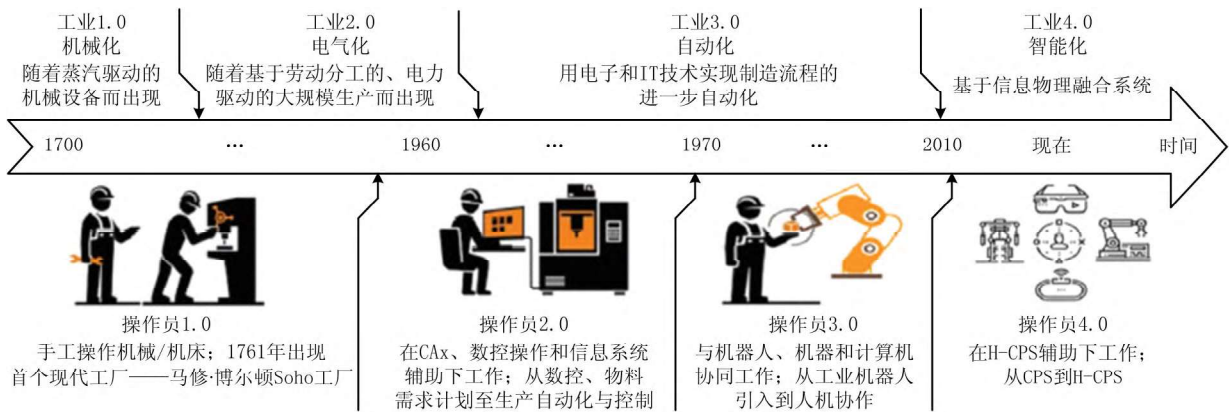 工业1.0
机械化
随着蒸汽驱动的
机械设备而出现
工业2.0
电气化
随着基于劳动分工的、电力
驱动的大规模生产而出现
工业3.0
自动化
用电子和IT技术实现制造流程的
进一步自动化
工业4.0
智能化
基于信息物理融合系统
1700 … 1960 … 1970 … 2010 现在 时间
操作员1.0
手工操作机械/机床；1761年出现
首个现代工厂——马修·博尔顿Soho工厂
操作员2.0
在CAx、数控操作和信息系统
辅助下工作；从数控、物料
需求计划至生产自动化与控制
操作员3.0
与机器人、机器和计算机
协同工作；从工业机器人
引入到人机协作
操作员4.0
在H-CPS辅助下工作；
从CPS到H-CPS